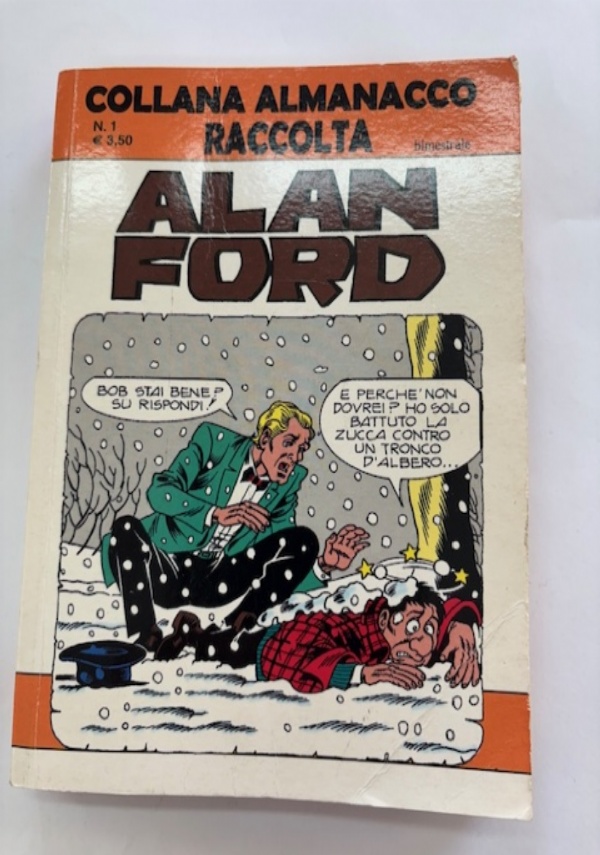 COLLANA ALMANACCO
N. 1
€ 3,50
RACCOLTA
bimestrale
ALAN
FORD
BOB STAI BENE?
SU RISPONDI!
E PERCHE' NON
DOVREI? HO SOLO
BATTUTO LA
ZUCCA CONTRO
UN TRONCO
D'ALBERO...